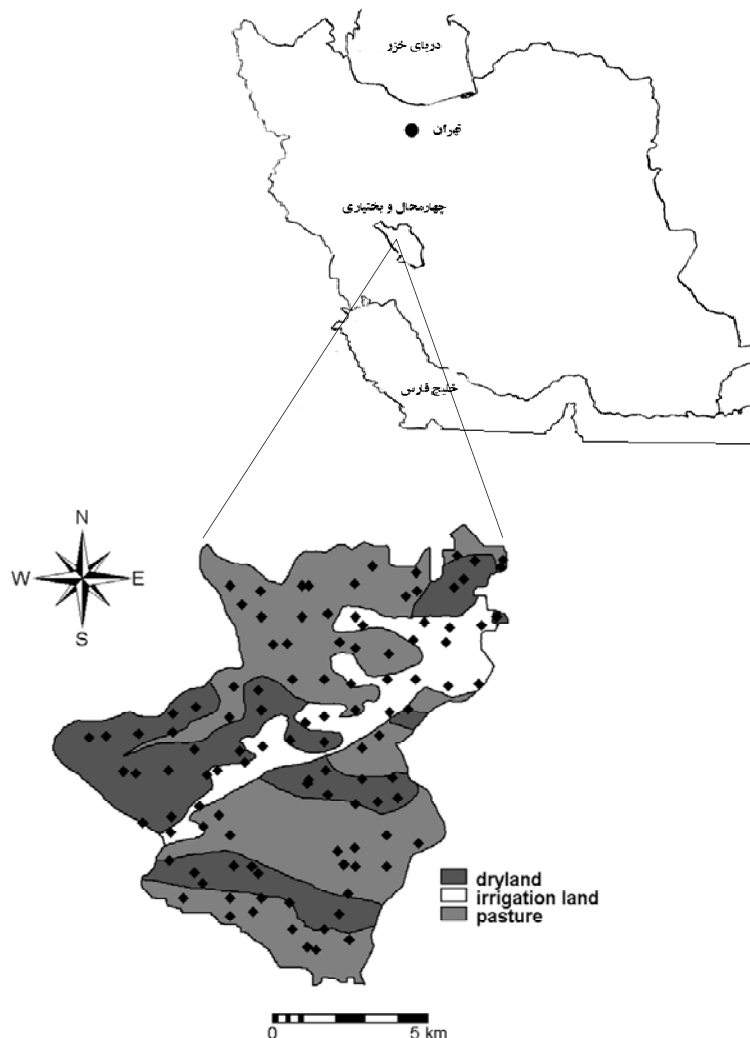 دریای خزر
تهران
چهارمحال و بختیاری
خلیج فارس
N
W E
S
dryland
irrigation land
pasture
0 5 km